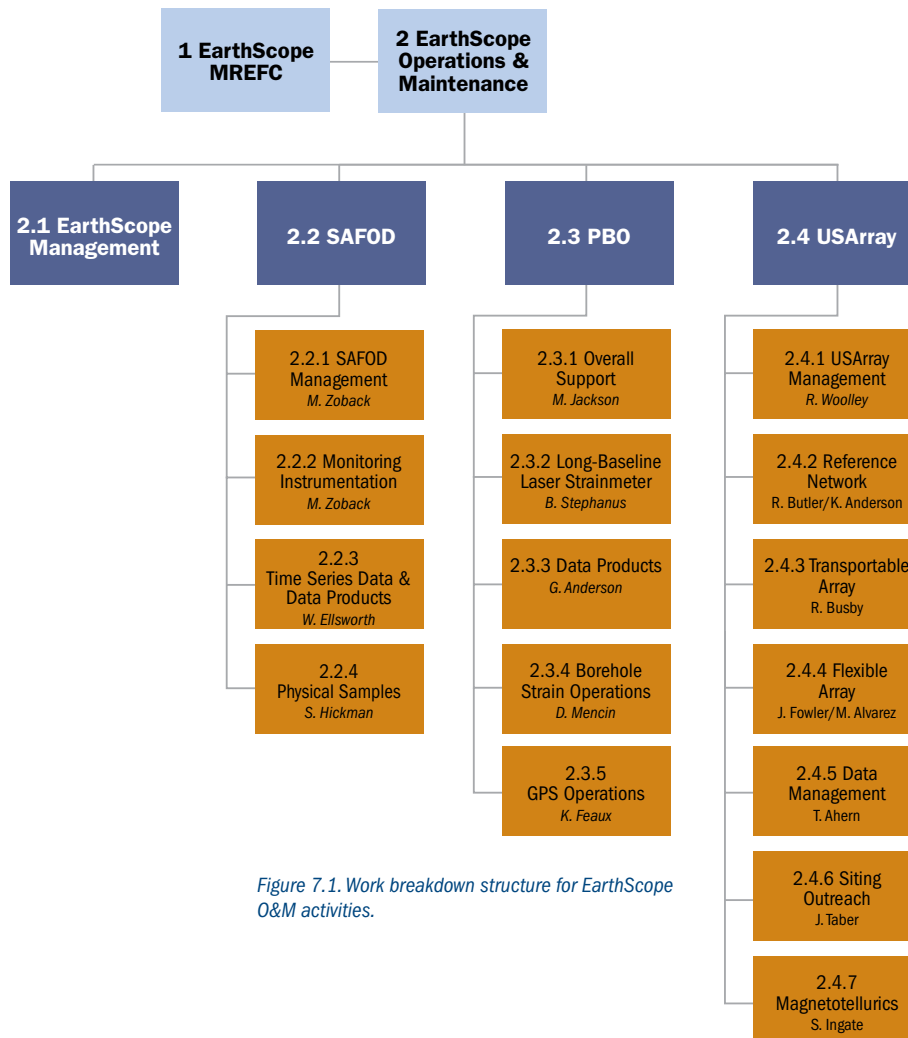 1 EarthScope
MREFC
2 EarthScope
Operations &
Maintenance
2.1 EarthScope
Management
2.2 SAFOD
2.3 PBO
2.4 USArray
2.2.1 SAFOD
Management
M. Zoback
2.2.2 Monitoring
Instrumentation
M. Zoback
2.2.3
Time Series Data &
Data Products
W. Ellsworth
2.2.4
Physical Samples
S. Hickman
2.3.1 Overall
Support
M. Jackson
2.3.2 Long-Baseline
Laser Strainmeter
B. Stephanus
2.3.3 Data Products
G. Anderson
2.3.4 Borehole
Strain Operations
D. Mencin
2.3.5
GPS Operations
K. Feaux
2.4.1 USArray
Management
R. Woolley
2.4.2 Reference
Network
R. Butler/K. Anderson
2.4.3 Transportable
Array
R. Busby
2.4.4 Flexible
Array
J. Fowler/M. Alvarez
2.4.5 Data
Management
T. Ahern
2.4.6 Siting
Outreach
J. Taber
2.4.7
Magnetotellurics
S. Ingate
Figure 7.1. Work breakdown structure for EarthScope
O&M activities.